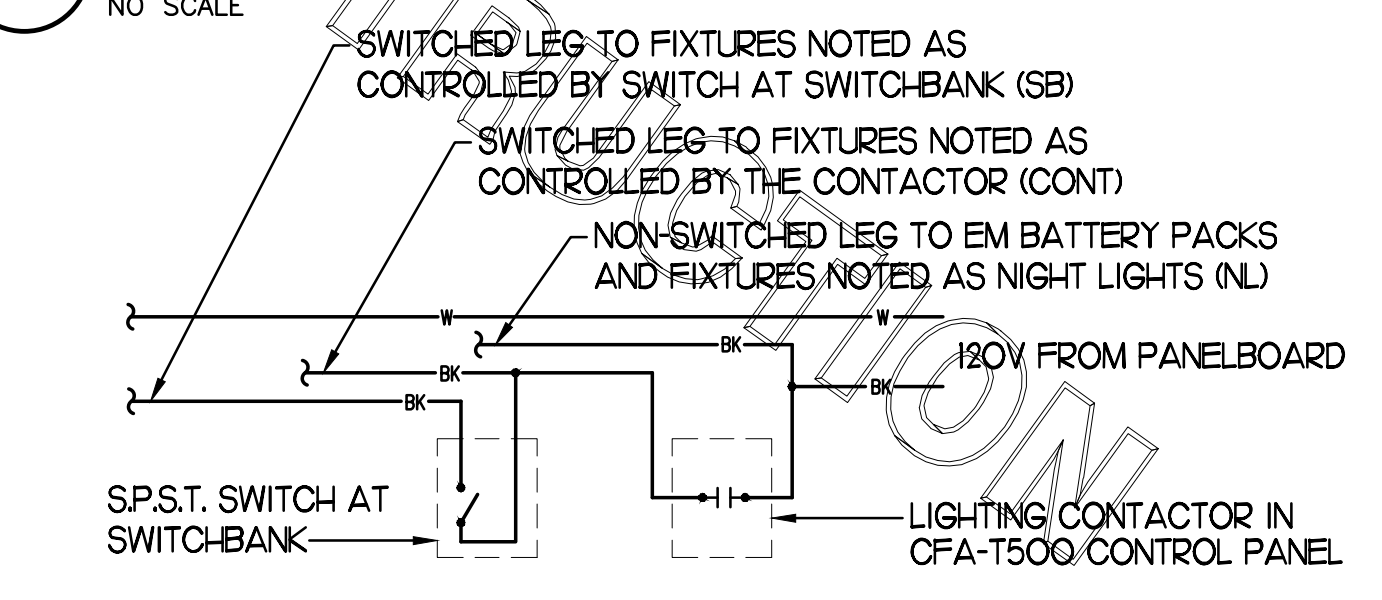 NO SCALE
SWITCHED LEG TO FIXTURES NOTED AS
CONTROLLED BY SWITCH AT SWITCHBANK (SB)
SWITCHED LEG TO FIXTURES NOTED AS
CONTROLLED BY THE CONTACTOR (CONT)
NON-SWITCHED LEG TO EM BATTERY PACKS
AND FIXTURES NOTED AS NIGHT LIGHTS (NL)
W
W
BK
120V FROM PANELBOARD
BK
BK
BK
S.P.S.T. SWITCH AT
SWITCHBANK
LIGHTING CONTACTOR IN
CFA-T500 CONTROL PANEL
RUCTION